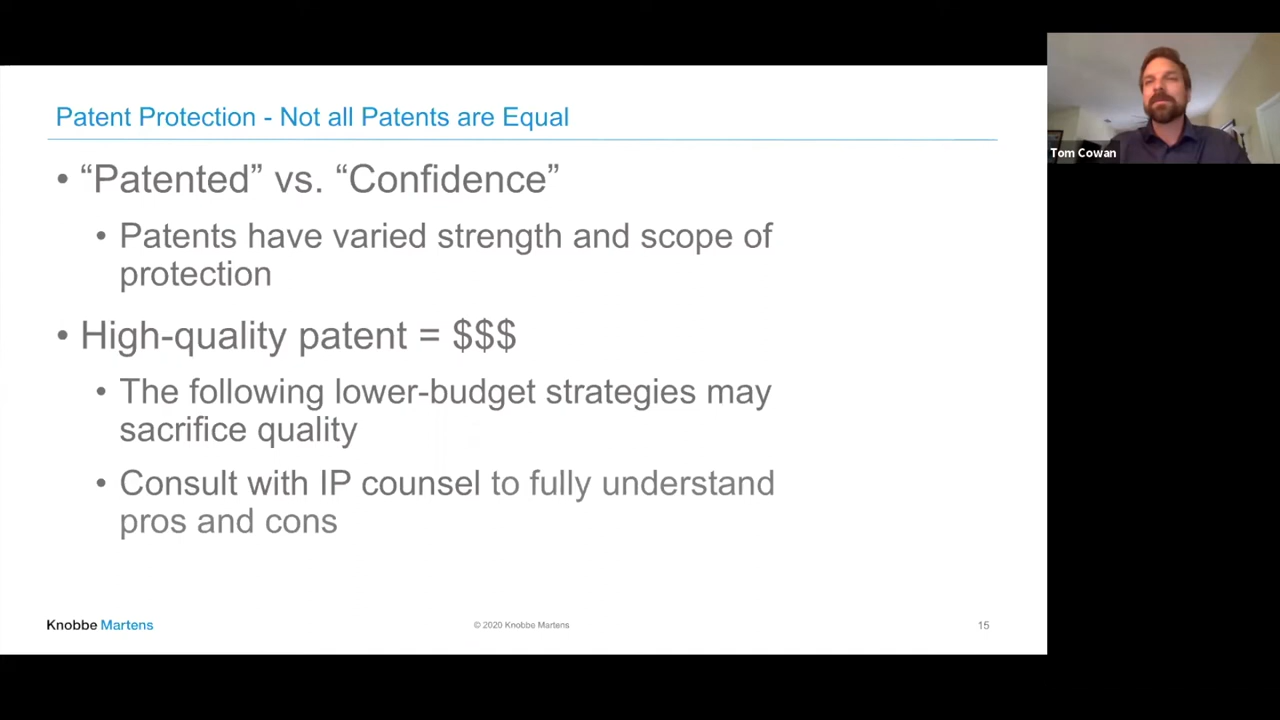 Patent Protection - Not all Patents are Equal
• “Patented” vs. “Confidence”
• Patents have varied strength and scope of
protection
• High-quality patent = $$$
• The following lower-budget strategies may
sacrifice quality
• Consult with IP counsel to fully understand
pros and cons
Knobbe Martens
© 2020 Knobbe Martens
15
Tom Cowan